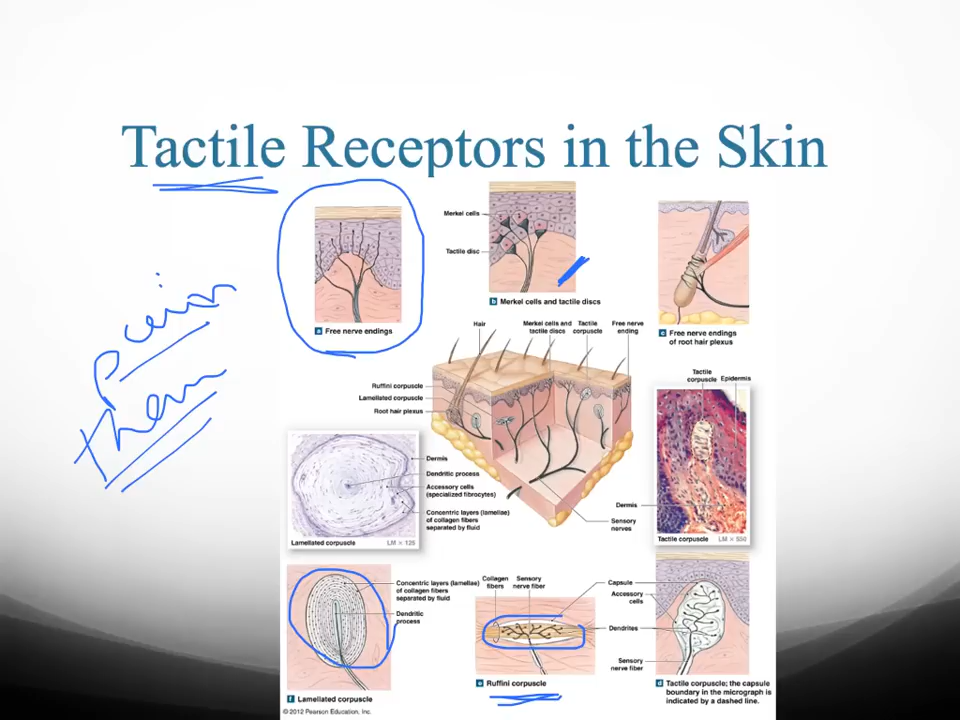 Tactile Receptors in the Skin
Merkel cells
Tactile disc
a Free nerve endings
b Merkel cells and tactile discs
c Free nerve endings
of root hair plexus
pain
them
Hair
Merkel cells and
tactile discs
Tactile
corpuscle
Free nerve
ending
Ruffini corpuscle
Lamellated corpuscle
Root hair plexus
Tactile
corpuscle
Epidermis
Dermis
Dendritic process
Accessory cells
(specialized fibrocytes)
Concentric layers (lamellae)
of collagen fibers
separated by fluid
Lamellated corpuscle LM × 125
Dermis
Sensory
nerves
Tactile corpuscle LM × 550
Concentric layers (lamellae)
of collagen fibers
separated by fluid
Dendritic
process
Collagen
fibers
Sensory
nerve fiber
Capsule
Accessory
cells
Dendrites
Sensory
nerve fiber
f Lamellated corpuscle
e Ruffini corpuscle
d Tactile corpuscle; the capsule
boundary in the micrograph is
indicated by a dashed line.
© 2012 Pearson Education, Inc.